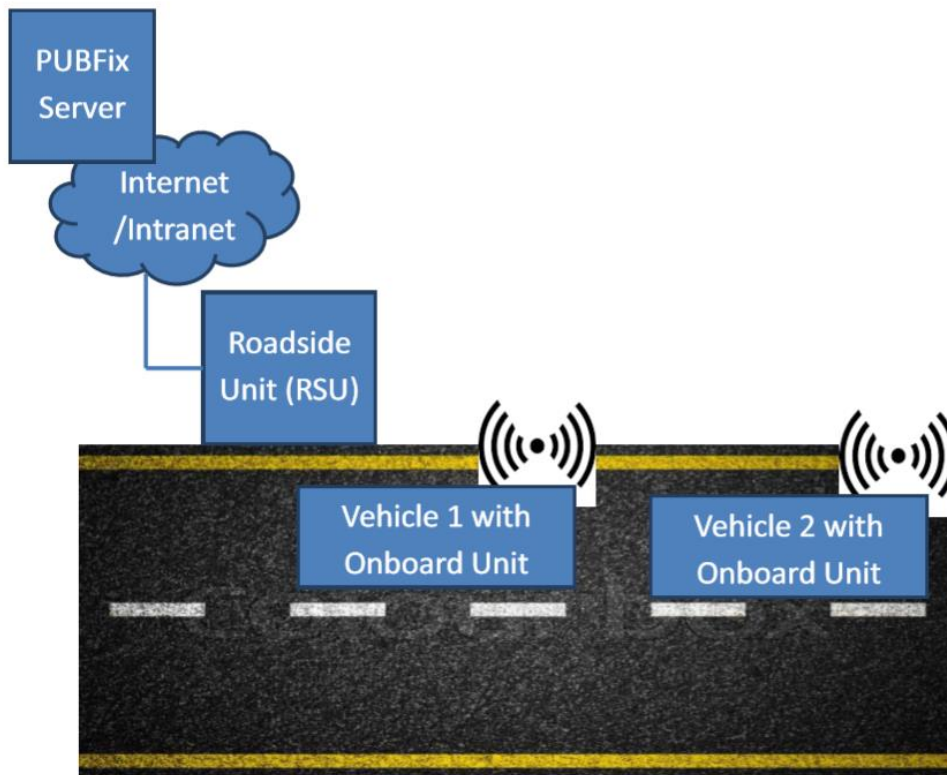 PUBFix
Server
Internet
/Intranet
Roadside
Unit (RSU)
Vehicle 1 with
Onboard Unit
Vehicle 2 with
Onboard Unit